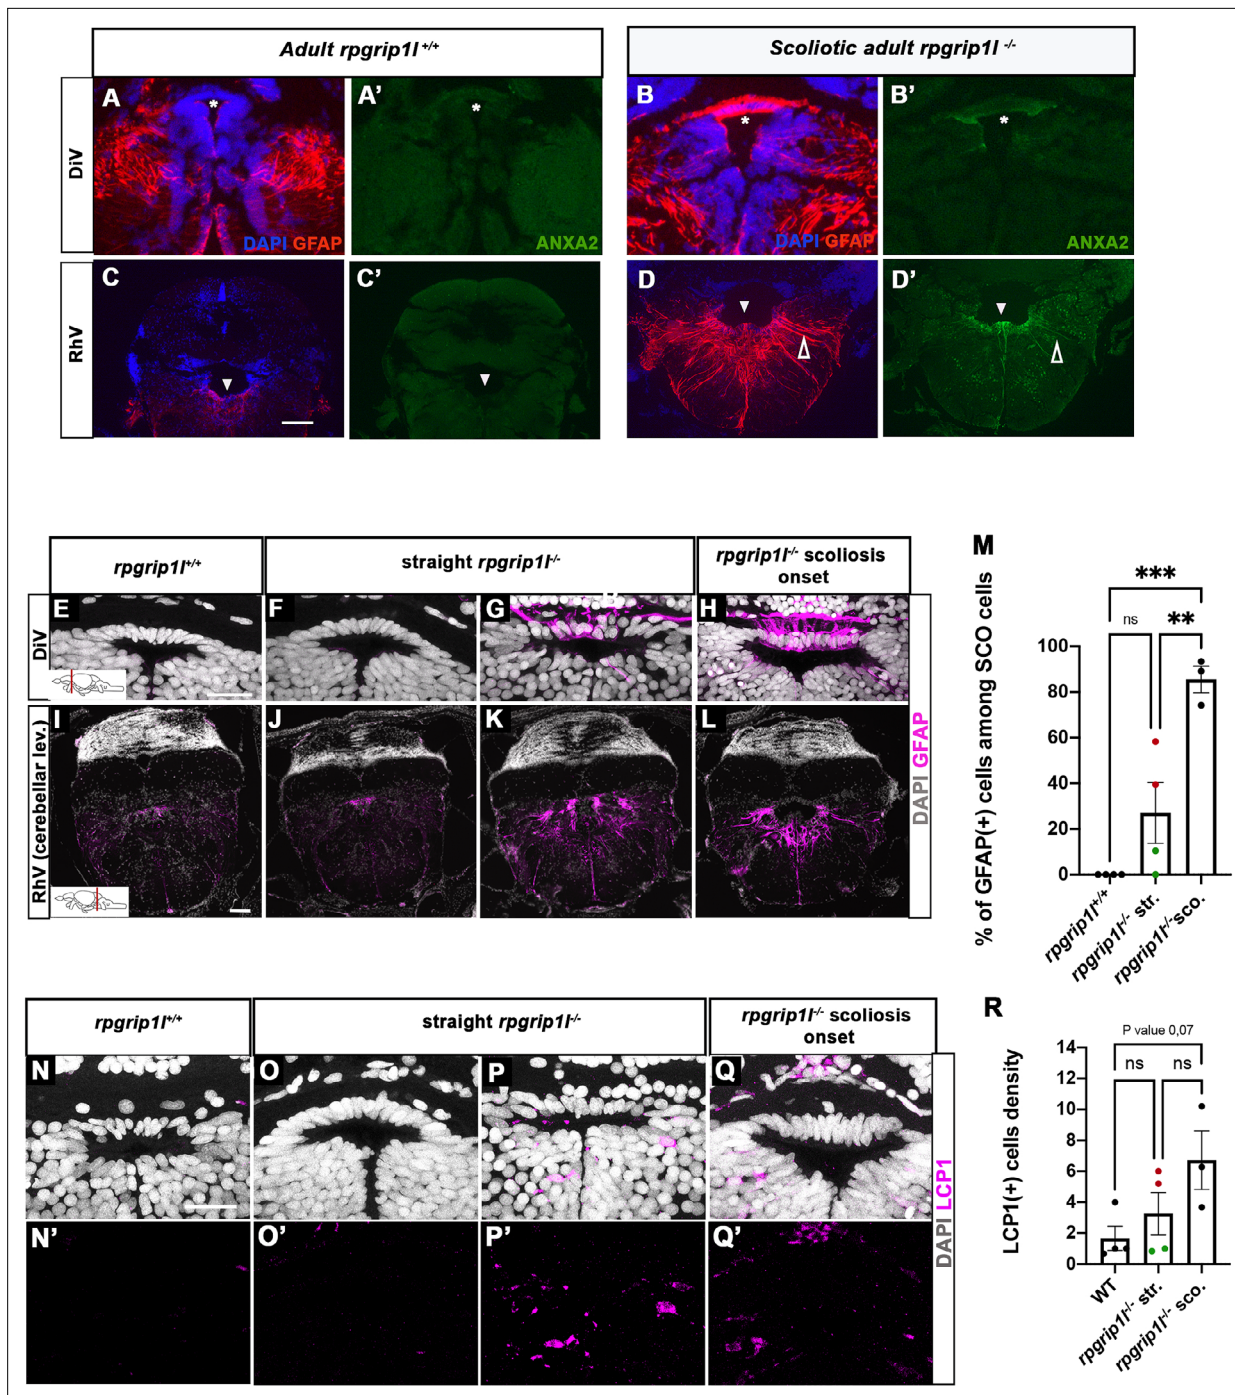 Adult rpgrip1l +/+
Scoliotic adult rpgrip1l -/-
DiV
A
*
DAPI GFAP
A'
*
ANXA2
B
*
DAPI GFAP
B'
*
ANXA2
RhV
C
C'
D
D'
rpgrip1l+/+
straight rpgrip1l-/-
rpgrip1l-/- scoliosis
onset
DiV
E
F
G
H
RhV (cerebellar lev.)
I
J
K
L
DAPI GFAP
M
% of GFAP(+) cells among SCO cells
***
ns
**
100
80
60
40
20
0
rpgrip1l+/+
rpgrip1l-/- str.
rpgrip1l-/- sco.
rpgrip1l+/+
straight rpgrip1l-/-
rpgrip1l-/- scoliosis
onset
N
O
P
Q
N'
O'
P'
Q'
DAPI LCP1
R
LCP1(+) cells density
P value 0,07
ns
ns
14
12
10
8
6
4
2
0
WT
rpgrip1l-/- str.
rpgrip1l-/- sco.